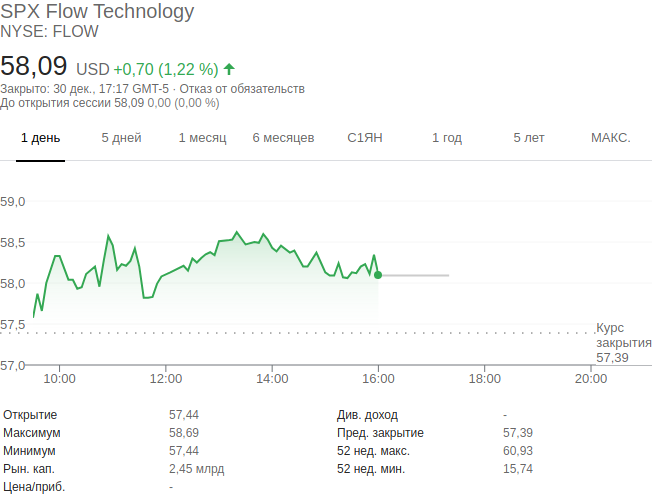 SPX Flow Technology
NYSE: FLOW
58,09 USD +0,70 (1,22 %)
Закрыто: 30 дек., 17:17 GMT-5 · Отказ от обязательств
До открытия сессии 58,09 0,00 (0,00 %)
1 день 5 дней 1 месяц 6 месяцев С1ЯН 1 год 5 лет МАКС.
59,0
58,5
58,0
57,5
57,0
Курс
закрытия
57,39
10:00 12:00 14:00 16:00 18:00 20:00
Открытие 57,44 Див. доход -
Максимум 58,69 Пред. закрытие 57,39
Минимум 57,44 52 нед. макс. 60,93
Рын. кап. 2,45 млрд 52 нед. мин. 15,74
Цена/приб. -